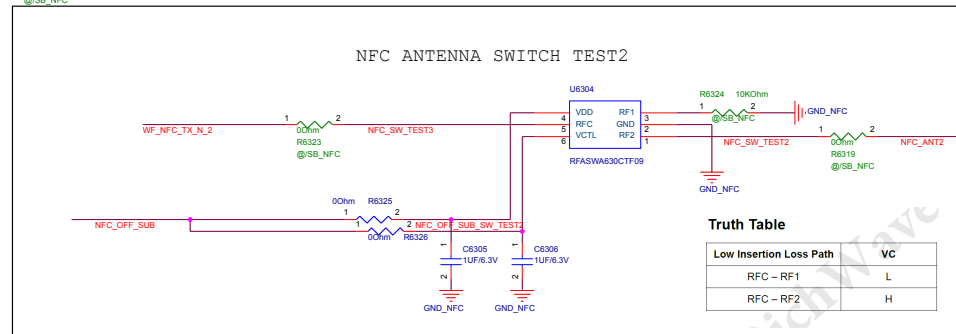 @/SB_NFC
NFC ANTENNA SWITCH TEST2
U6304
R6324 10KOhm
VDD RF1
RFC GND
VCTL RF2
4 3
5 2
6 1
RFASWA630CTF09
1 2
@/SB_NFC
GND_NFC
WF_NFC_TX_N_2
1 2
0Ohm
R6323
@/SB_NFC
NFC_SW_TEST3
NFC_SW_TEST2
1 2
0Ohm
R6319
@/SB_NFC
NFC_ANT2
GND_NFC
0Ohm R6325
1 2
NFC_OFF_SUB
NFC_OFF_SUB_SW_TEST2
1 2
0Ohm R6326
1
C6305
1UF/6.3V
2
GND_NFC
1
C6306
1UF/6.3V
2
GND_NFC
Truth Table
Low Insertion Loss Path VC
RFC – RF1 L
RFC – RF2 H